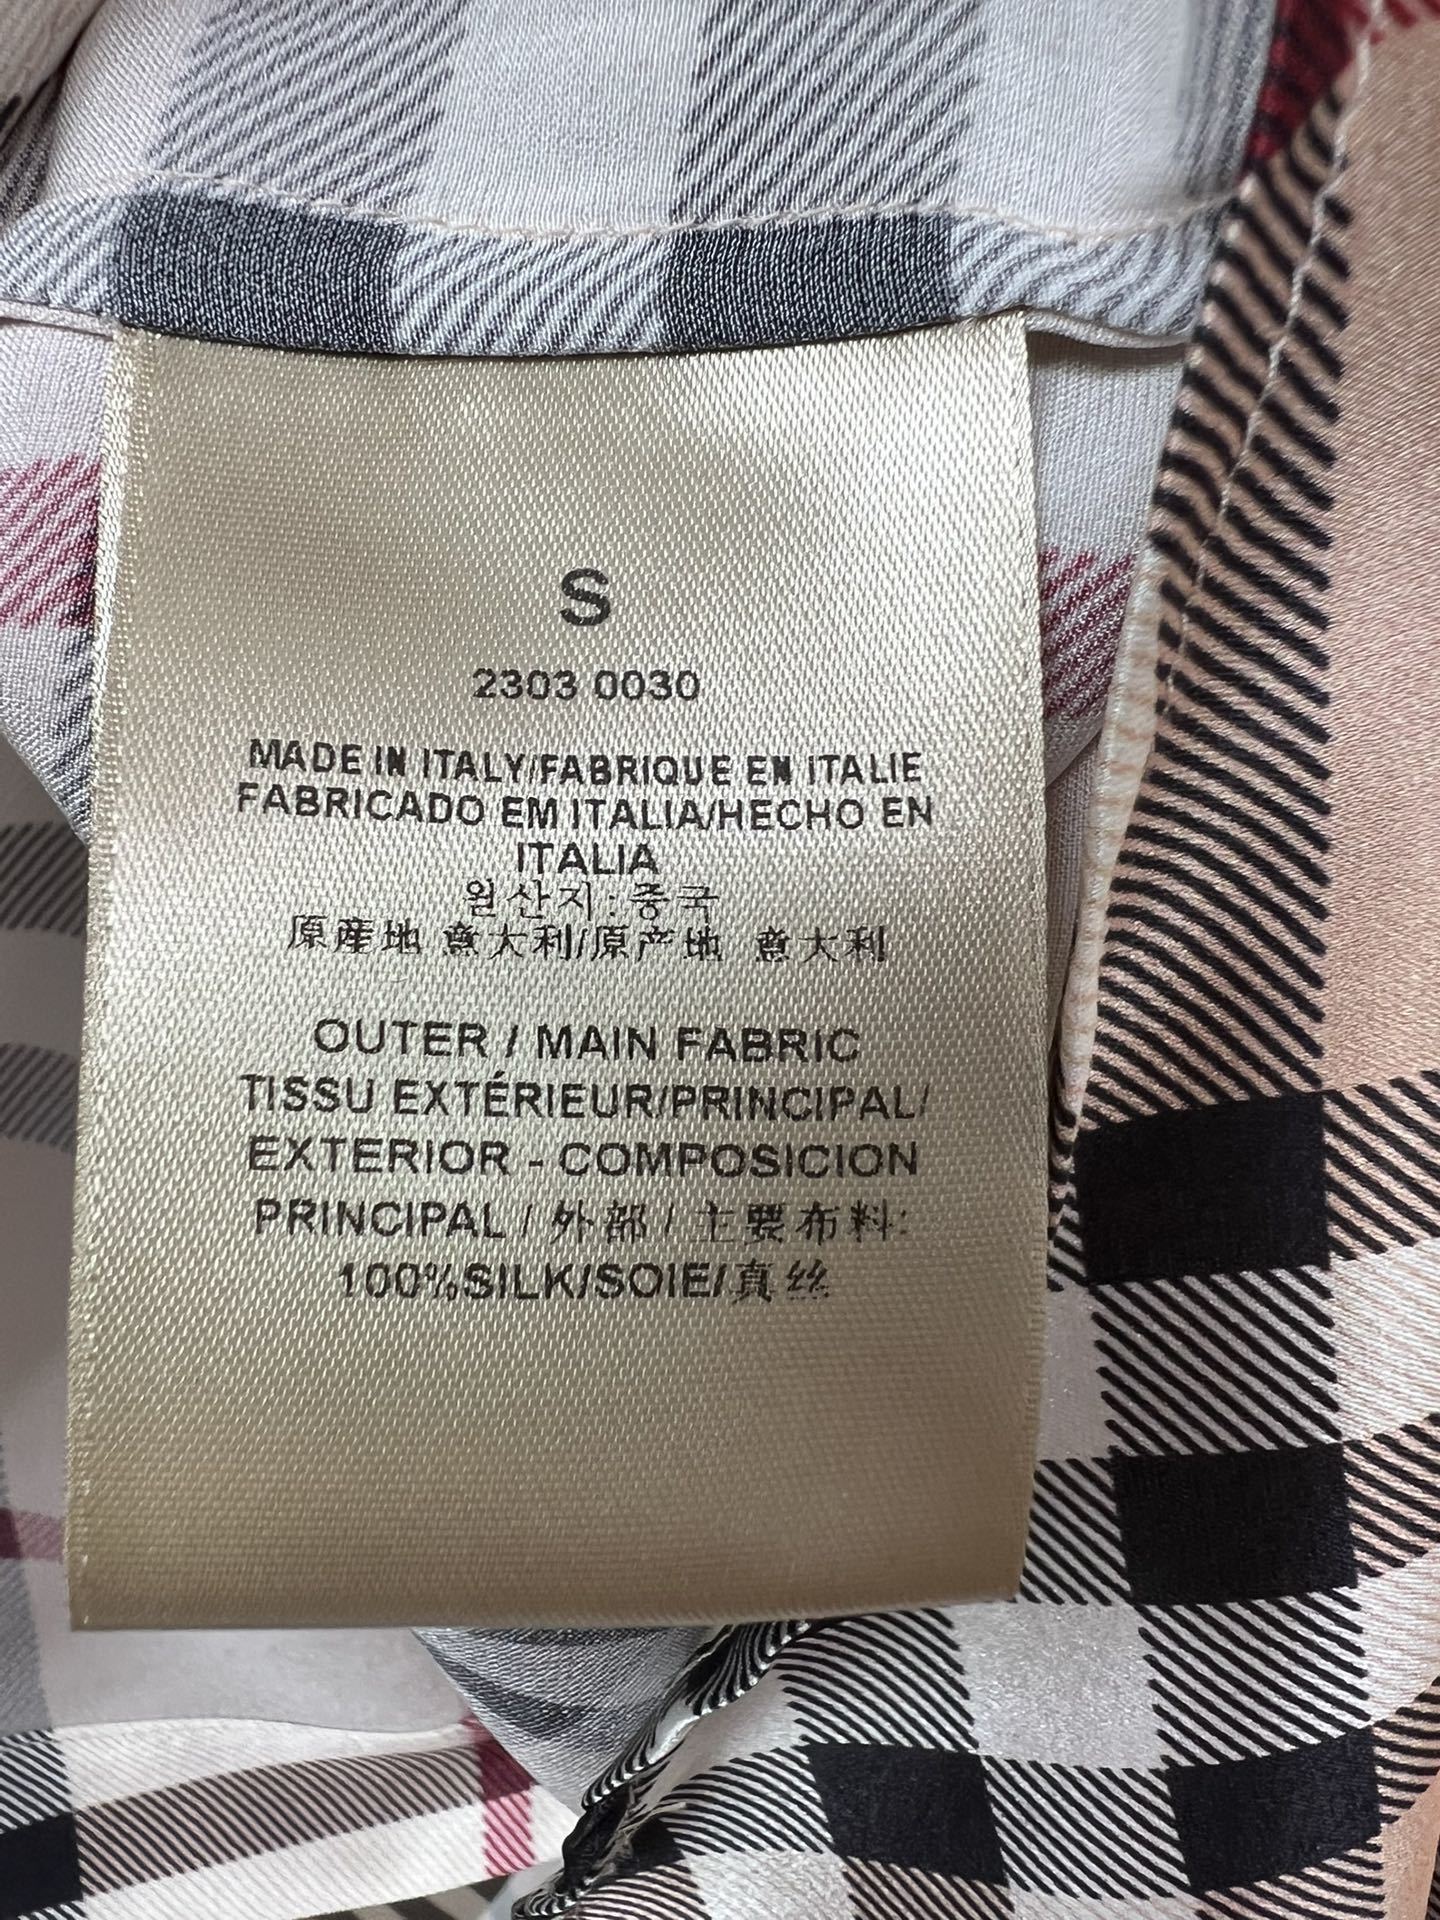 S
2303 0030
MADE IN ITALY/FABRIQUE EN ITALIE
FABRICADO EM ITALIA/HECHO EN
ITALIA
원산지:중국
原産地 意大利/原产地 意大利
OUTER / MAIN FABRIC
TISSU EXTÉRIEUR/PRINCIPAL/
EXTERIOR - COMPOSICION
PRINCIPAL / 外部 / 主要布料:
100%SILK/SOIE/真丝